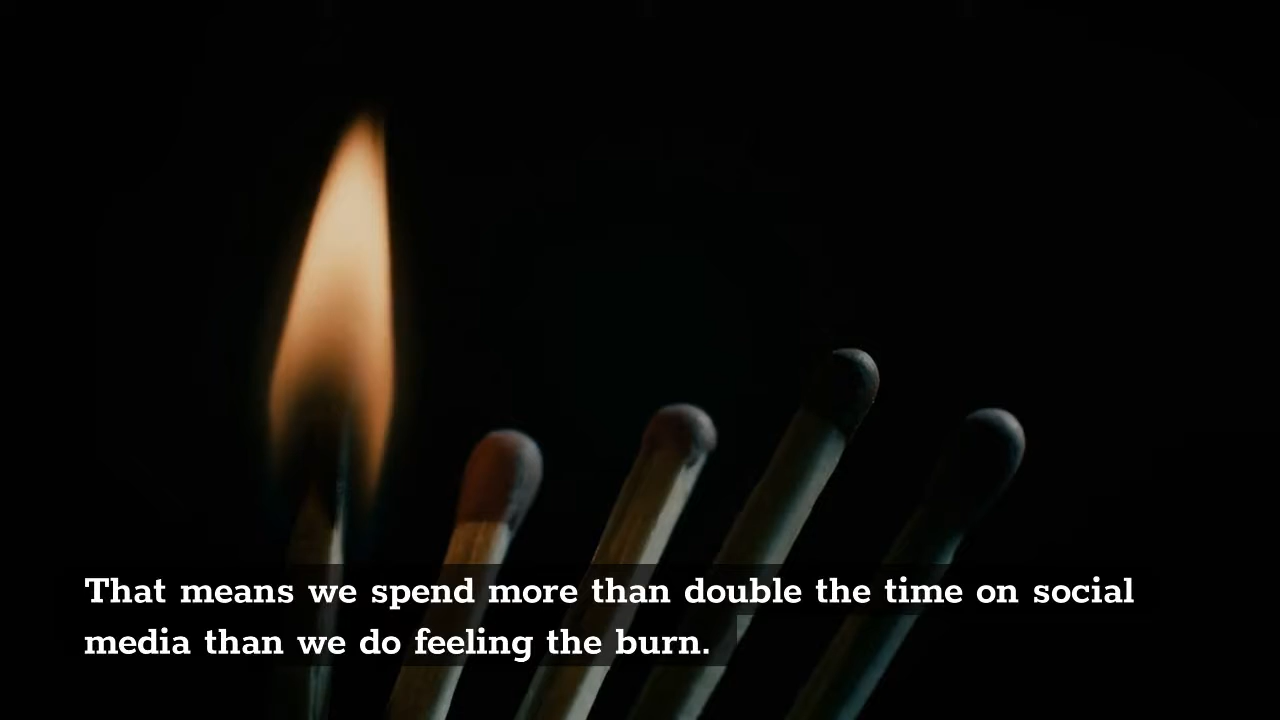 That means we spend more than double the time on social
media than we do feeling the burn.